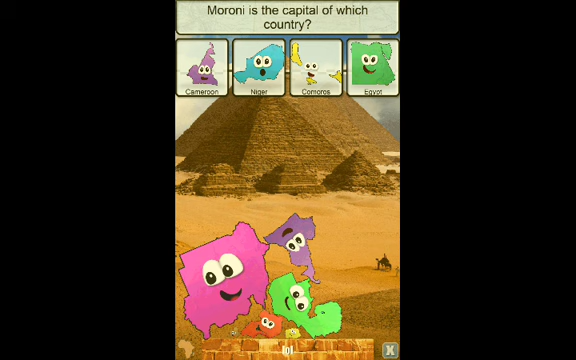 Moroni is the capital of which
country?
Cameroon
Niger
Comoros
Egypt
X